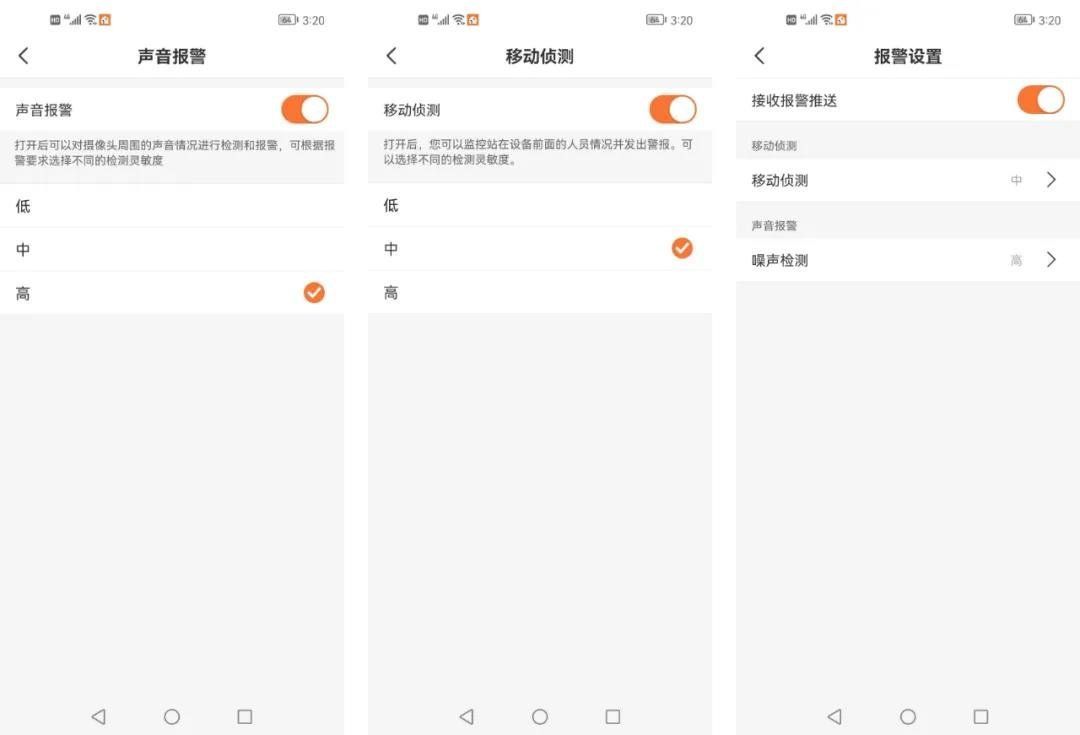 HD 4G 64 3:20
声音报警
声音报警
打开后可以对摄像头周围的声音情况进行检测和报警，可根据报
警要求选择不同的检测灵敏度
低
中
高
HD 4G 64 3:20
移动侦测
移动侦测
打开后，您可以监控站在设备前面的人员情况并发出警报。可
以选择不同的检测灵敏度。
低
中
高
HD 4G 64 3:20
报警设置
接收报警推送
移动侦测
移动侦测 中
声音报警
噪声检测 高